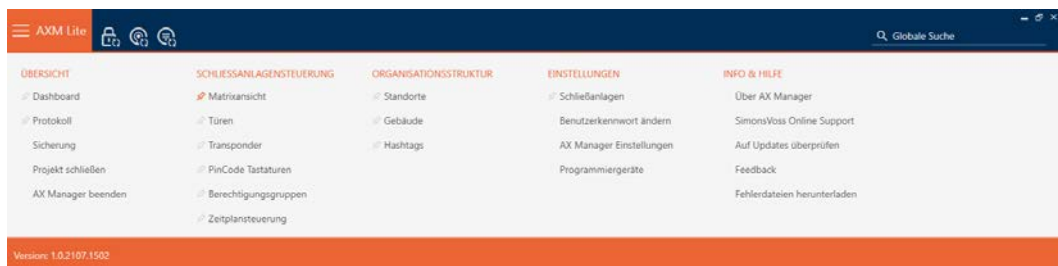 AXM Lite
Globale Suche
ÜBERSICHT
Dashboard
Protokoll
Sicherung
Projekt schließen
AX Manager beenden
SCHLIESSANLAGENSTEUERUNG
Matrixansicht
Türen
Transponder
PinCode Tastaturen
Berechtigungsgruppen
Zeitplansteuerung
ORGANISATIONSSTRUKTUR
Standorte
Gebäude
Hashtags
EINSTELLUNGEN
Schließanlagen
Benutzerkennwort ändern
AX Manager Einstellungen
Programmiergeräte
INFO & HILFE
Über AX Manager
SimonsVoss Online Support
Auf Updates überprüfen
Feedback
Fehlerdateien herunterladen
Version: 1.0.2107.1502